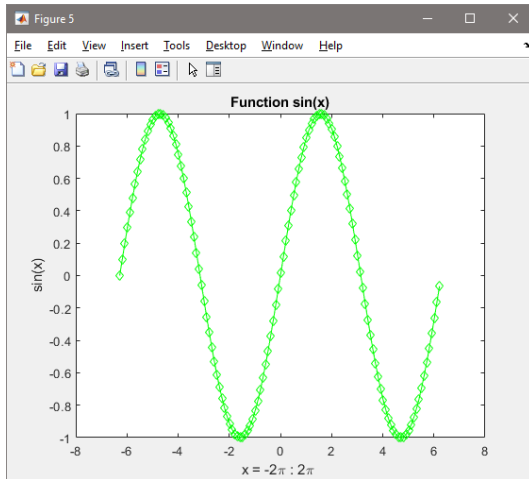 Figure 5
File Edit View Insert Tools Desktop Window Help
Function sin(x)
1
0.8
0.6
0.4
0.2
0
-0.2
-0.4
-0.6
-0.8
-1
sin(x)
-8 -6 -4 -2 0 2 4 6 8
x = -2π : 2π